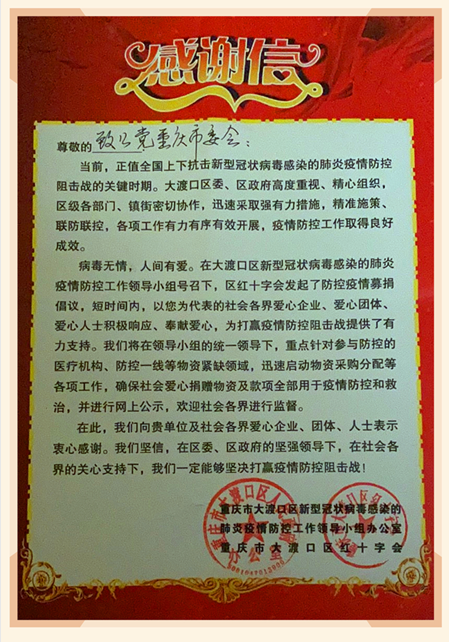 感谢信
尊敬的 致公党重庆市委会：
当前，正值全国上下抗击新型冠状病毒感染的肺炎疫情防控
阻击战的关键时期。大渡口区委、区政府高度重视、精心组织，
区级各部门、镇街密切协作，迅速采取强有力措施，精准施策、
联防联控，各项工作有力有序有效开展，疫情防控工作取得良好
成效。
病毒无情，人间有爱。在大渡口区新型冠状病毒感染的肺炎
疫情防控工作领导小组号召下，区红十字会发起了防控疫情募捐
倡议，短时间内，以您为代表的社会各界爱心企业、爱心团体、
爱心人士积极响应、奉献爱心，为打赢疫情防控阻击战提供了有
力支持。我们将在领导小组的统一领导下，重点针对参与防控的
医疗机构、防控一线等物资紧缺领域，迅速启动物资采购分配等
各项工作，确保社会爱心捐赠物资及款项全部用于疫情防控和救
治，并进行网上公示，欢迎社会各界进行监督。
在此，我们向贵单位及社会各界爱心企业、团体、人士表示
衷心感谢。我们坚信，在区委、区政府的坚强领导下，在社会各
界的关心支持下，我们一定能够坚决打赢疫情防控阻击战！
重庆市大渡口区新型冠状病毒感染的
肺炎疫情防控工作领导小组办公室
重庆市大渡口区红十字会